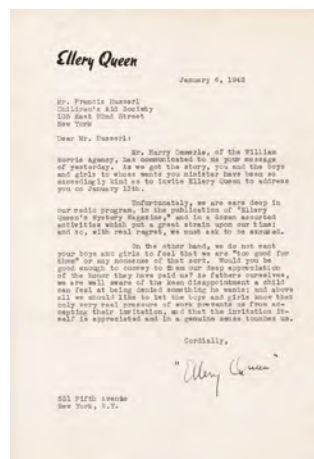 Ellery Queen
January 6, 1942
Mr. Francis
Children's Aid Society
105 East 22nd Street
New York
Dear Mr.
Mr. Harry Ommerle, of the William
Morris Agency, has communicated to us your message
of yesterday. As we got the story, you and the boys
and girls to whose wants you minister have been so
exceedingly kind as to invite Ellery Queen to address
you on January 13th.
Unfortunately, we are ears deep in
our radio program, in the publication of "Ellery
Queen's Mystery Magazine," and in a dozen assorted
activities which put a great strain upon our time;
and so, with real regret, we must ask to be excused.
On the other hand, we do not want
your boys and girls to feel that we are "too good for
them" or any nonsense of that sort. Would you be
good enough to convey to them our deep appreciation
of the honor they have paid us? As fathers ourselves,
we are well aware of the keen disappointment a child
can feel at being denied something he wants; and above
all we should like to let the boys and girls know that
only very real pressure of work prevents us from ac-
cepting their invitation, and that the invitation it-
self is appreciated and in a genuine sense touches us.
Cordially,
"Ellery Queen"
551 Fifth Avenue
New York, N.Y.